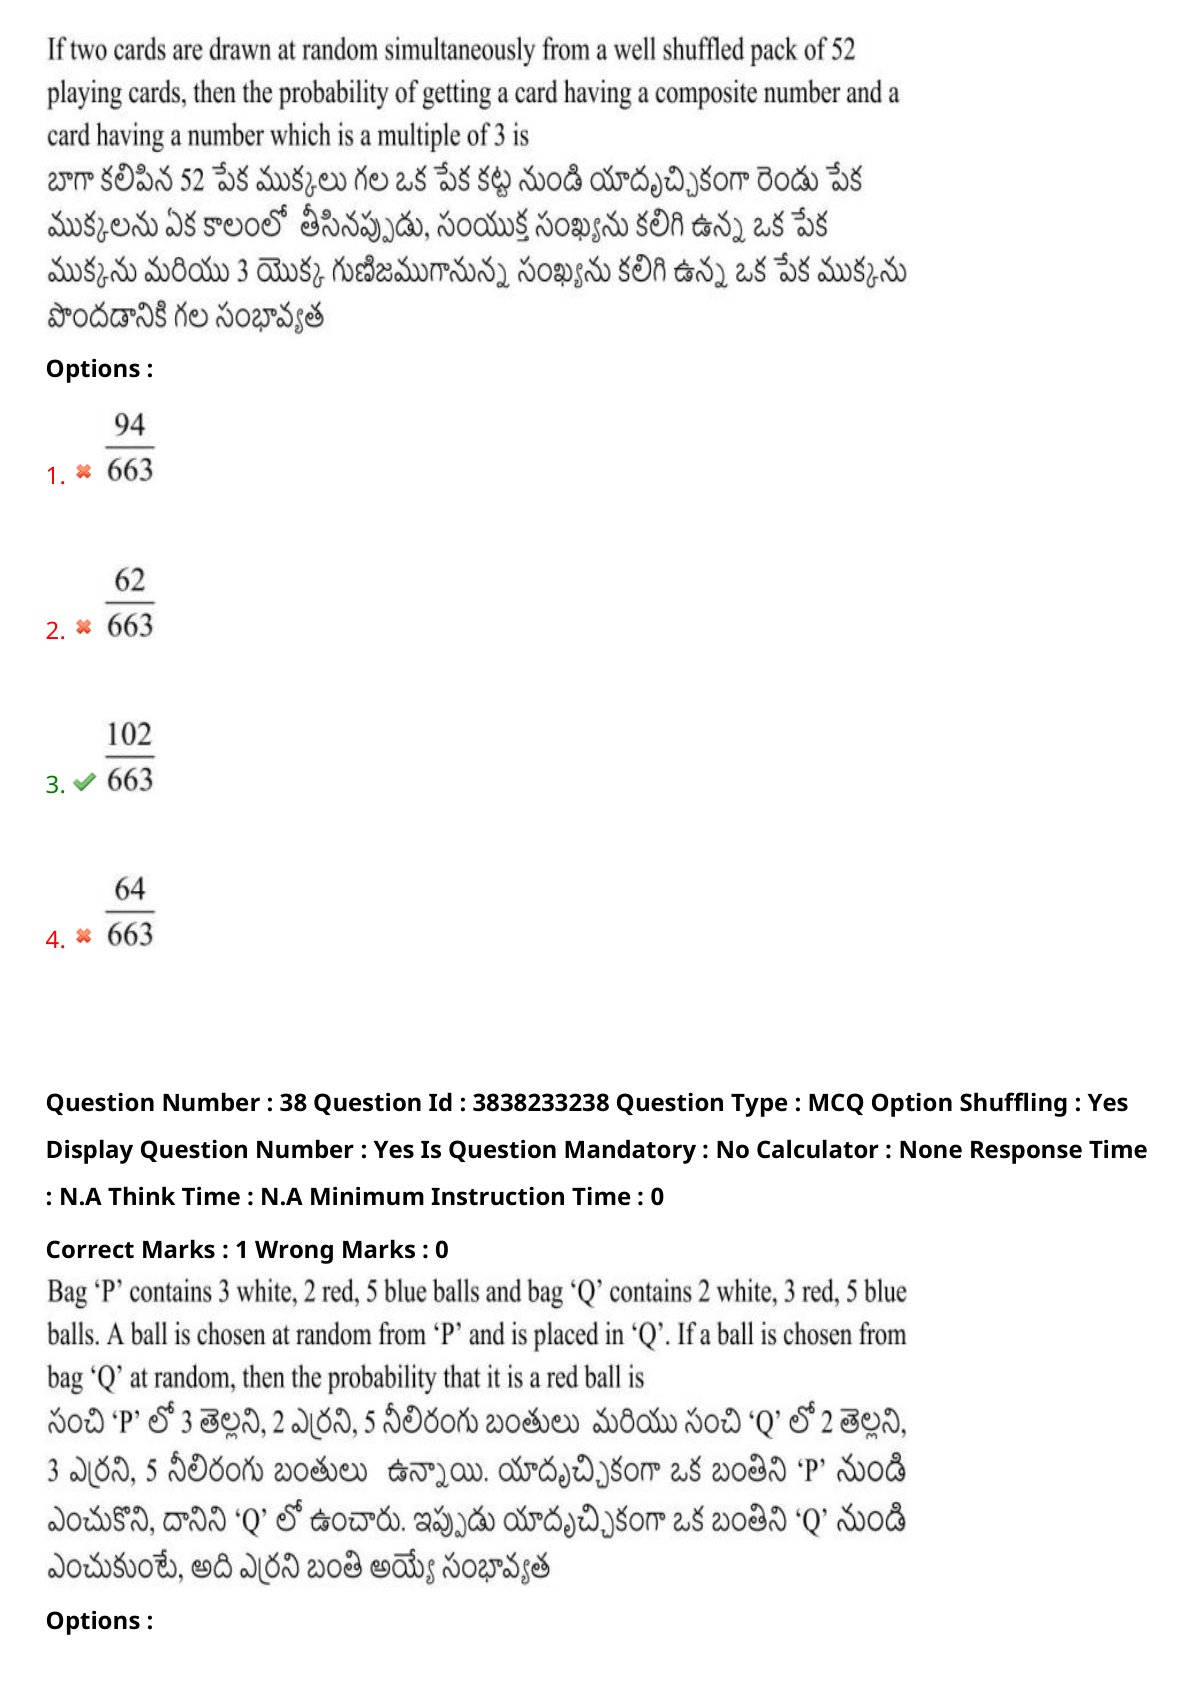 If two cards are drawn at random simultaneously from a well shuffled pack of 52
playing cards, then the probability of getting a card having a composite number and a
card having a number which is a multiple of 3 is
బాగా కలిపిన 52 పేక ముక్కలు గల ఒక పేక కట్ట నుండి యాదృచ్ఛికంగా రెండు పేక
ముక్కలను ఏక కాలంలో తీసినప్పుడు, సంయుక్త సంఖ్యను కలిగి ఉన్న ఒక పేక
ముక్కను మరియు 3 యొక్క గుణిజముగానున్న సంఖ్యను కలిగి ఉన్న ఒక పేక ముక్కను
పొందడానికి గల సంభావ్యత
Options :
1. 94/663
2. 62/663
3. 102/663
4. 64/663
Question Number : 38 Question Id : 3838233238 Question Type : MCQ Option Shuffling : Yes
Display Question Number : Yes Is Question Mandatory : No Calculator : None Response Time
: N.A Think Time : N.A Minimum Instruction Time : 0
Correct Marks : 1 Wrong Marks : 0
Bag ‘P’ contains 3 white, 2 red, 5 blue balls and bag ‘Q’ contains 2 white, 3 red, 5 blue
balls. A ball is chosen at random from ‘P’ and is placed in ‘Q’. If a ball is chosen from
bag ‘Q’ at random, then the probability that it is a red ball is
సంచి ‘P’ లో 3 తెల్లని, 2 ఎర్రని, 5 నీలిరంగు బంతులు మరియు సంచి ‘Q’ లో 2 తెల్లని,
3 ఎర్రని, 5 నీలిరంగు బంతులు ఉన్నాయి. యాదృచ్ఛికంగా ఒక బంతిని ‘P’ నుండి
ఎంచుకొని, దానిని ‘Q’ లో ఉంచారు. ఇప్పుడు యాదృచ్ఛికంగా ఒక బంతిని ‘Q’ నుండి
ఎంచుకుంటే, అది ఎర్రని బంతి అయ్యే సంభావ్యత
Options :